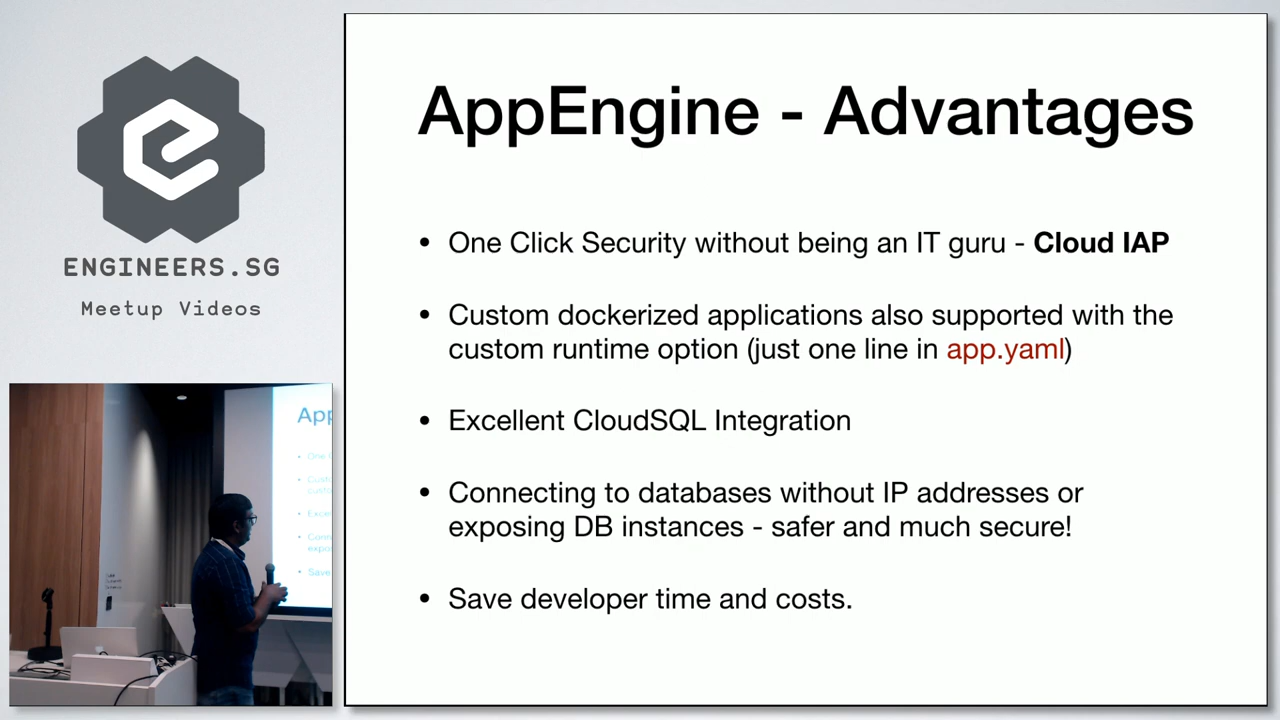 ENGINEERS.SG
Meetup Videos
AppEngine - Advantages
• One Click Security without being an IT guru - Cloud IAP
• Custom dockerized applications also supported with the
custom runtime option (just one line in app.yaml)
• Excellent CloudSQL Integration
• Connecting to databases without IP addresses or
exposing DB instances - safer and much secure!
• Save developer time and costs.
App